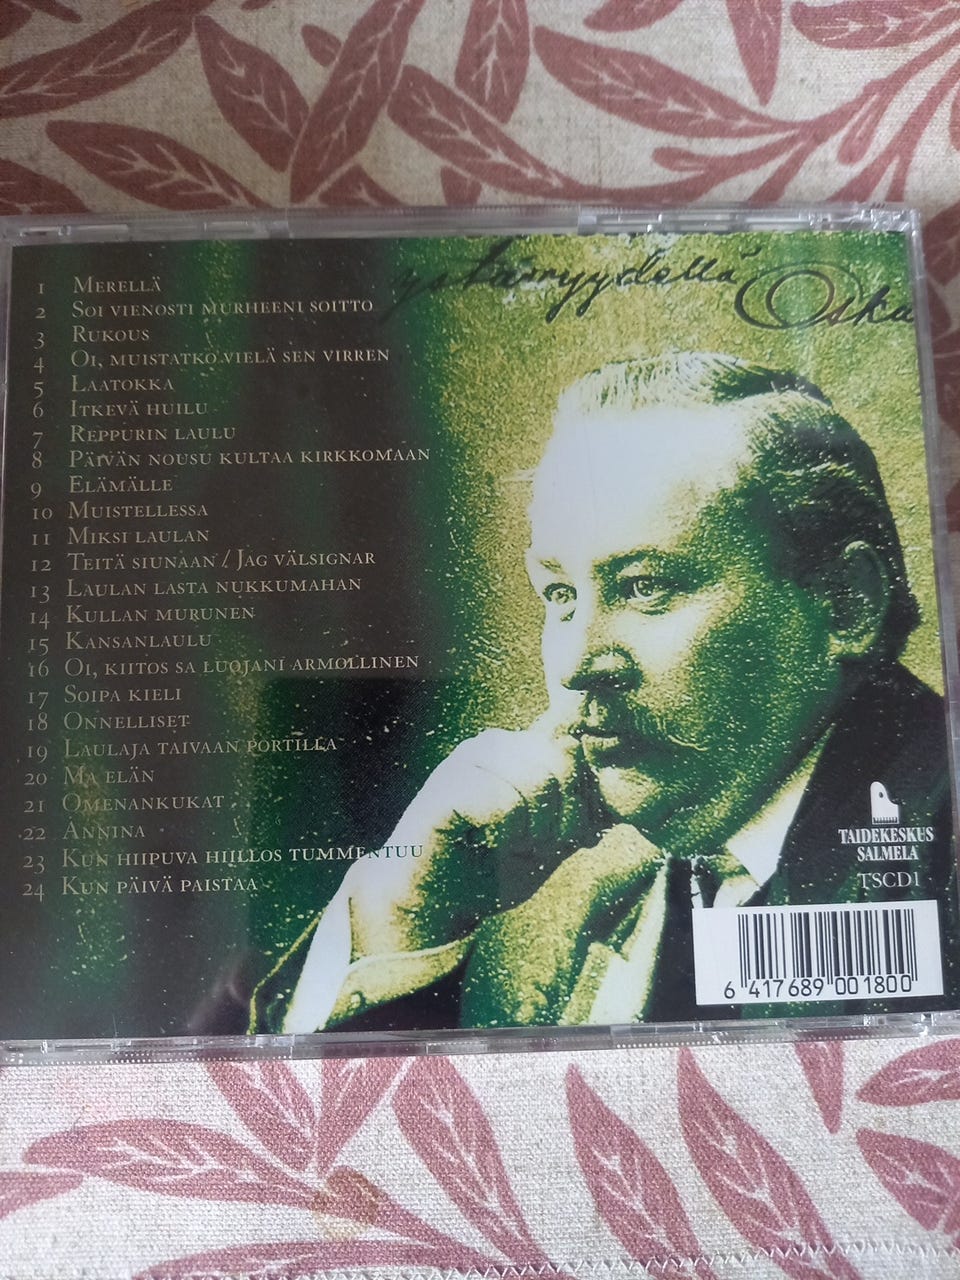 ystävyydellä Oska
1 Merellä
2 Soi vienosti murheeni soitto
3 Rukous
4 Oi, muistatko vielä sen virren
5 Laatokka
6 Itkevä huilu
7 Reppurin laulu
8 Päivän nousu kultaa kirkkomaan
9 Elämälle
10 Muistellessa
11 Miksi laulan
12 Teitä siunaan / Jag välsignar
13 Laulan lasta nukkumahan
14 Kullan murunen
15 Kansanlaulu
16 Oi, kiitos sa Luojani armollinen
17 Soipa kieli
18 Onnelliset
19 Laulaja taivaan portilla
20 Ma elän
21 Omenankukat
22 Annina
23 Kun hiipuva hiillos tummentuu
24 Kun päivä paistaa
TAIDEKESKUS
SALMELA
TSCD1
6 417689 001800